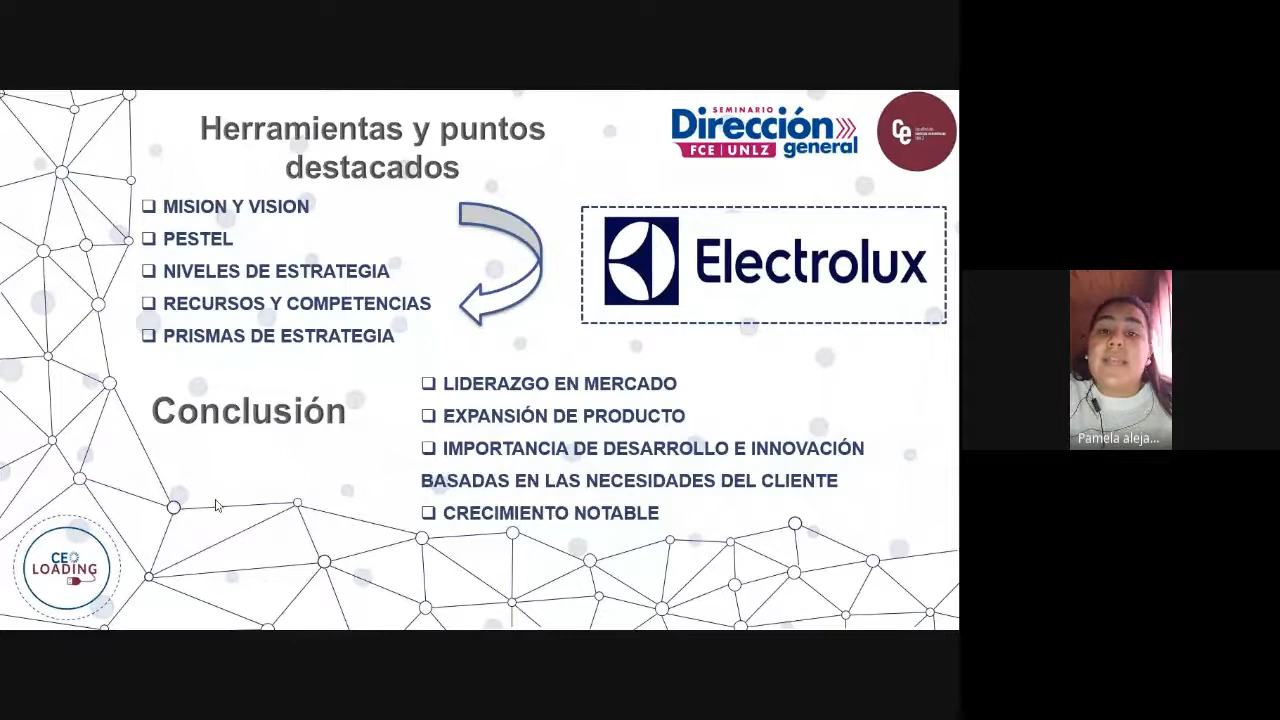 Herramientas y puntos
destacados
SEMINARIO
Dirección
FCE | UNLZ general
ce
❑ MISION Y VISION
❑ PESTEL
❑ NIVELES DE ESTRATEGIA
❑ RECURSOS Y COMPETENCIAS
❑ PRISMAS DE ESTRATEGIA
Electrolux
Conclusión
❑ LIDERAZGO EN MERCADO
❑ EXPANSIÓN DE PRODUCTO
❑ IMPORTANCIA DE DESARROLLO E INNOVACIÓN
BASADAS EN LAS NECESIDADES DEL CLIENTE
❑ CRECIMIENTO NOTABLE
CEO
LOADING
Pamela aleja...